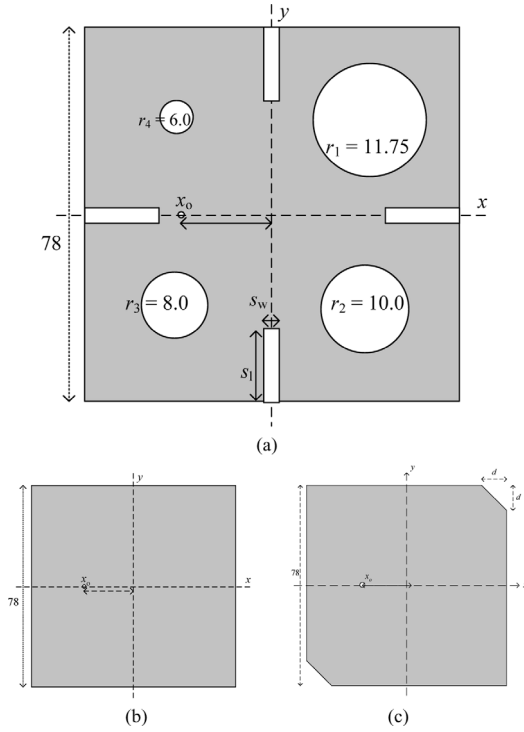 y
r4 = 6.0
r1 = 11.75
xo
x
78
r3 = 8.0
sw
r2 = 10.0
sl
(a)
y
xo
x
78
(b)
y
d
d
78
xo
(c)